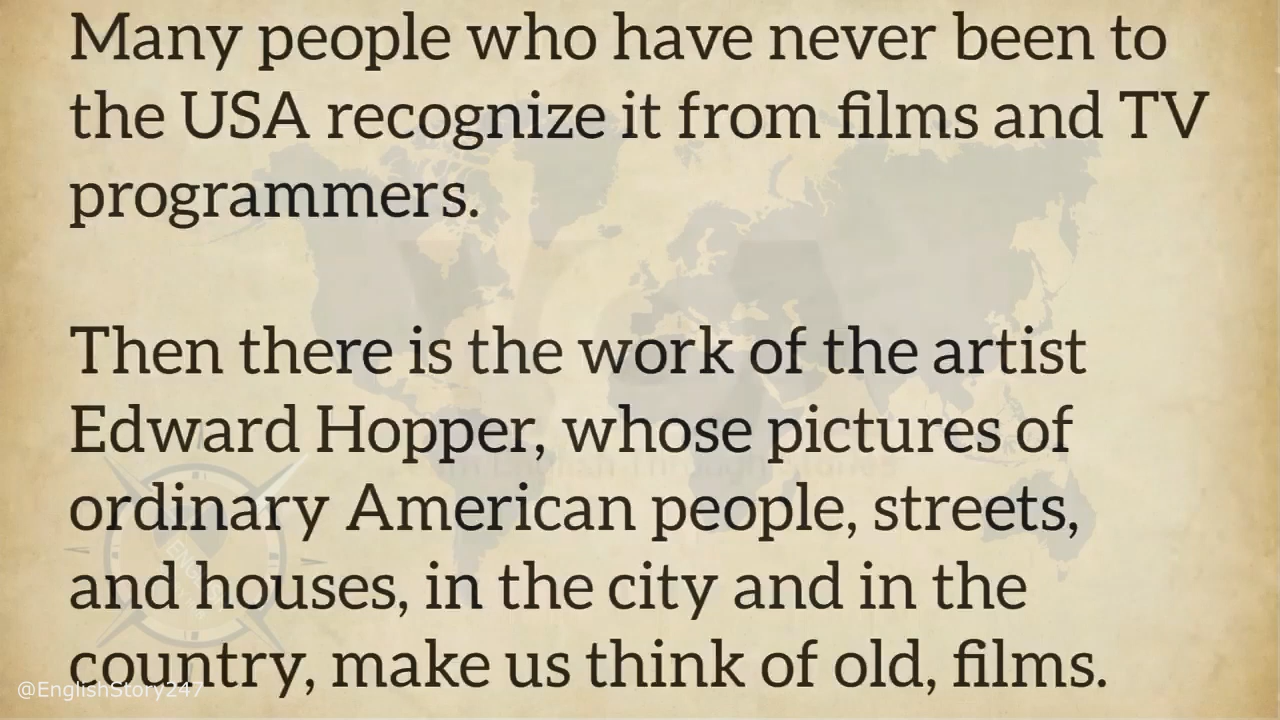 Many people who have never been to
the USA recognize it from films and TV
programmers.
Then there is the work of the artist
Edward Hopper, whose pictures of
ordinary American people, streets,
and houses, in the city and in the
country, make us think of old, films.
@EnglishStory247